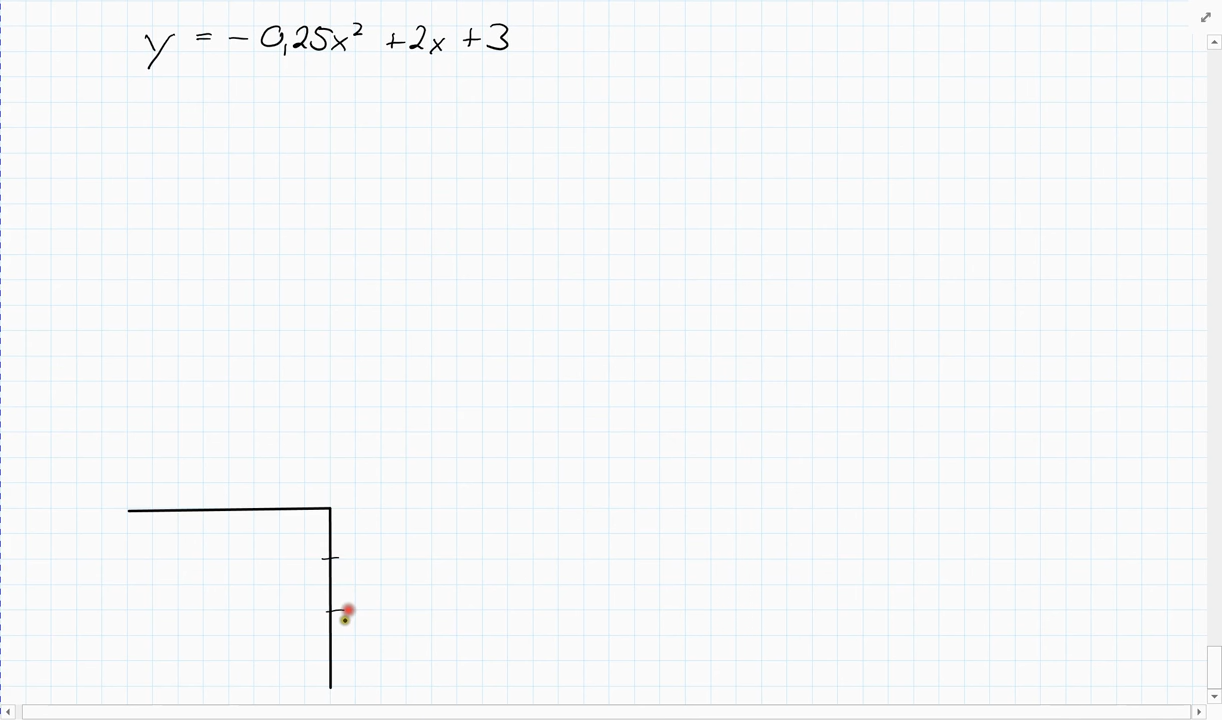 y = - 0,25x² + 2x + 3